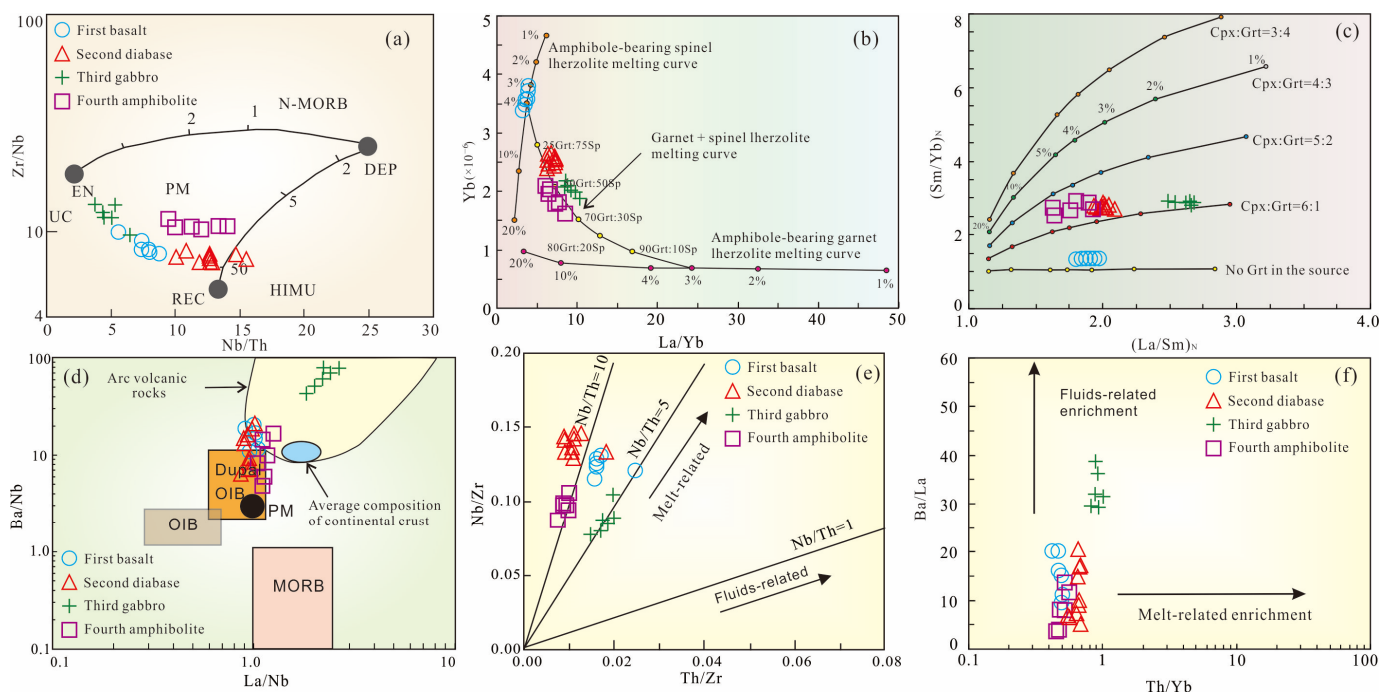 (a)
100
10
4
Zr/Nb
First basalt
Second diabase
Third gabbro
Fourth amphibolite
N-MORB
1
2
2
5
50
EN
DEP
UC
PM
REC
HIMU
0
5
10
15
20
25
30
Nb/Th
(b)
5
4
3
2
1
0
Yb(×10⁻⁶)
1%
2%
3%
4%
10%
20%
Amphibole-bearing spinel
lherzolite melting curve
Garnet + spinel lherzolite
melting curve
25Grt:75Sp
50Sp
70Grt:30Sp
80Grt:20Sp
90Grt:10Sp
Amphibole-bearing garnet
lherzolite melting curve
20%
10%
4%
3%
2%
1%
0
10
20
30
40
50
La/Yb
(c)
8
6
4
2
0
(Sm/Yb)N
Cpx:Grt=3:4
1%
Cpx:Grt=4:3
2%
3%
4%
5%
10%
20%
Cpx:Grt=5:2
Cpx:Grt=6:1
No Grt in the source
1.0
2.0
3.0
4.0
(La/Sm)N
(d)
100
10
1.0
0.1
Ba/Nb
Arc volcanic
rocks
Dupa
OIB
PM
OIB
Average composition
of continental crust
MORB
First basalt
Second diabase
Third gabbro
Fourth amphibolite
0.1
1.0
10
La/Nb
(e)
0.20
0.15
0.10
0.05
0.00
Nb/Zr
Nb/Th=10
Nb/Th=5
Melt-related
Nb/Th=1
Fluids-related
First basalt
Second diabase
Third gabbro
Fourth amphibolite
0.00
0.02
0.04
0.06
0.08
Th/Zr
(f)
60
50
40
30
20
10
0
Ba/La
Fluids-related
enrichment
First basalt
Second diabase
Third gabbro
Fourth amphibolite
Melt-related enrichment
0.1
1
10
100
Th/Yb